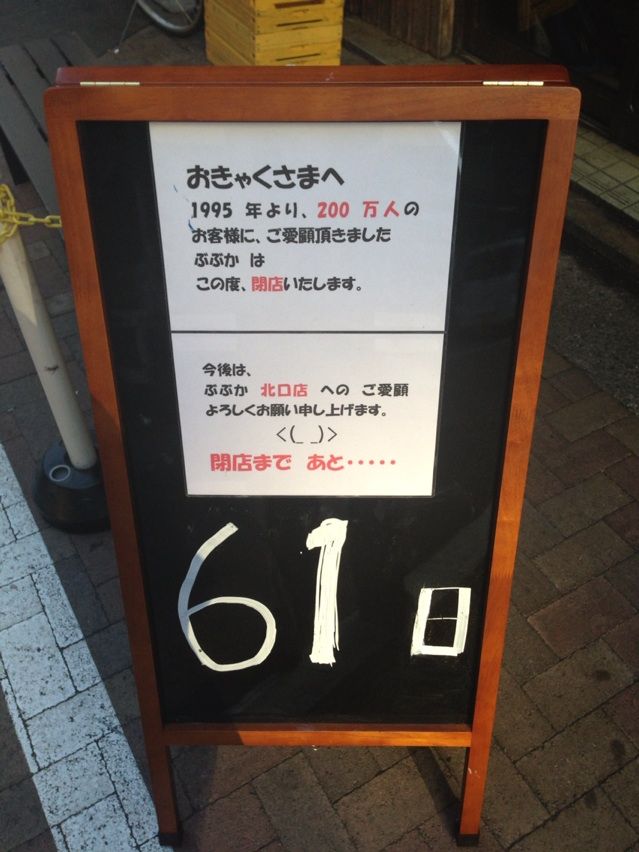 おきゃくさまへ
1995 年より、200 万人の
お客様に、ご愛顧頂きました
ぶぶか は
この度、閉店いたします。
今後は、
ぶぶか 北口店 への ご愛顧
よろしくお願い申し上げます。
<(_ _)>
閉店まで あと・・・・・
61日